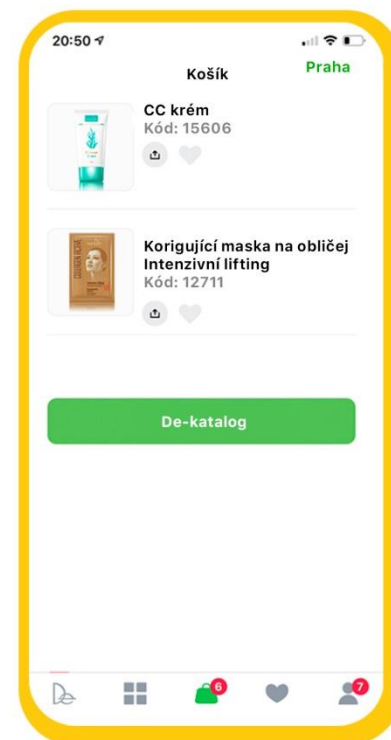 20:50
Košík
Praha
CC krém
Kód: 15606
Korigující maska na obličej
Intenzivní lifting
Kód: 12711
De-katalog
6
7